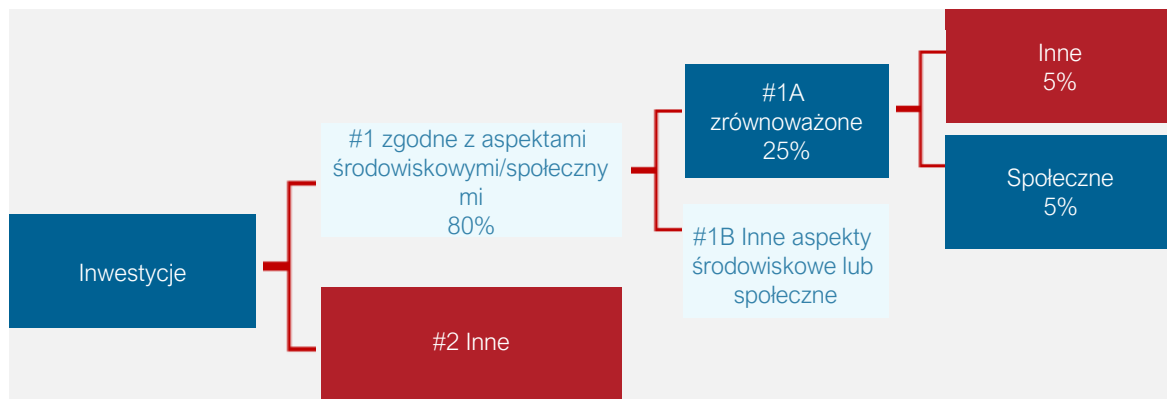 Inwestycje
#1 zgodne z aspektami
środowiskowymi/społeczny
mi
80%
#2 Inne
#1A
zrównoważone
25%
#1B Inne aspekty
środowiskowe lub
społeczne
Inne
5%
Społeczne
5%